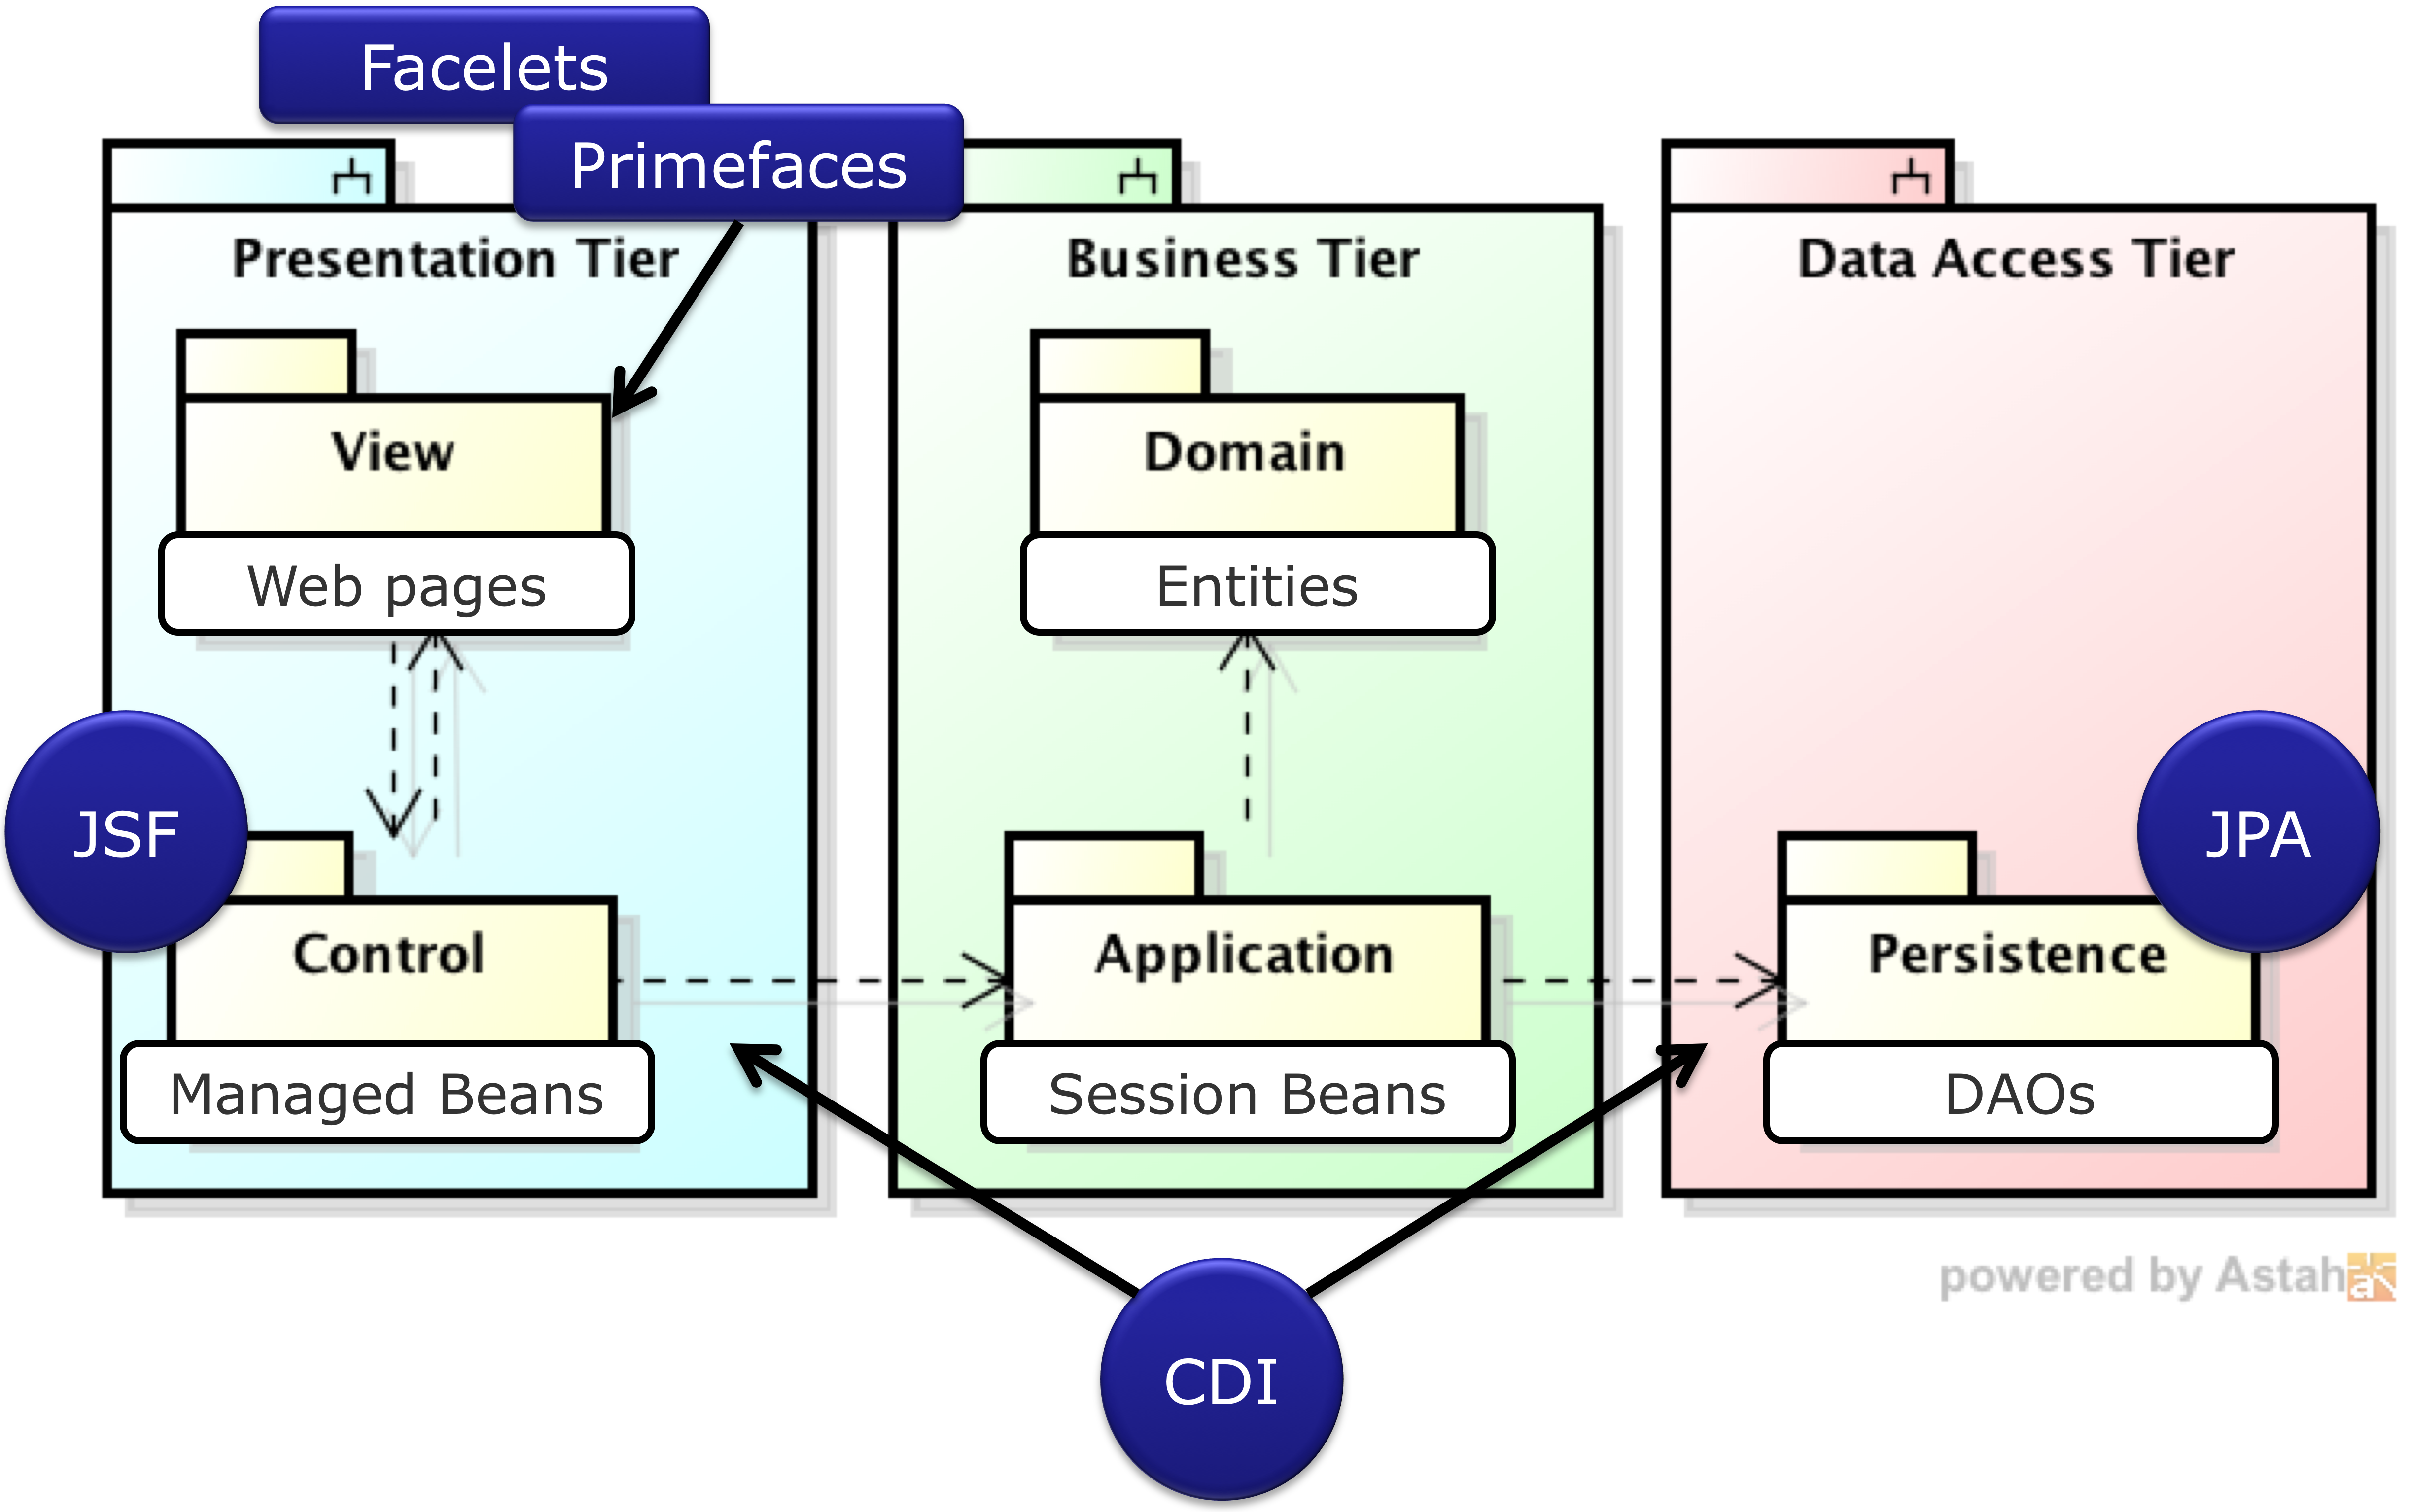 Facelets
Primefaces
Presentation Tier
Business Tier
Data Access Tier
View
Domain
Web pages
Entities
JSF
JPA
Control
Application
Persistence
Managed Beans
Session Beans
DAOs
powered by Astah
CDI